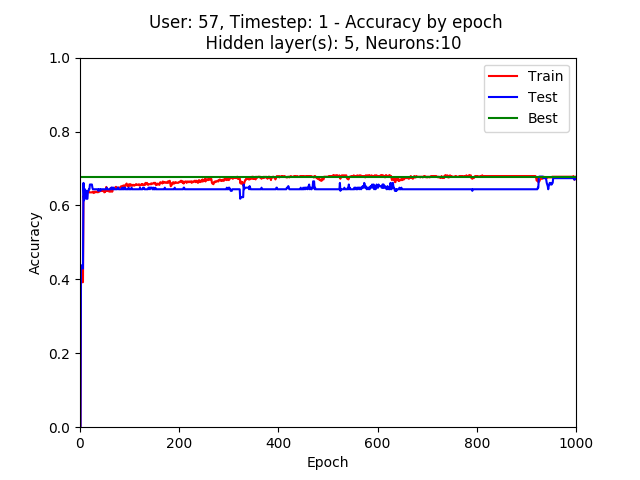 User: 57, Timestep: 1 - Accuracy by epoch
Hidden layer(s): 5, Neurons:10
1.0
0.8
0.6
0.4
0.2
0.0
Accuracy
Train
Test
Best
0
200
400
600
800
1000
Epoch